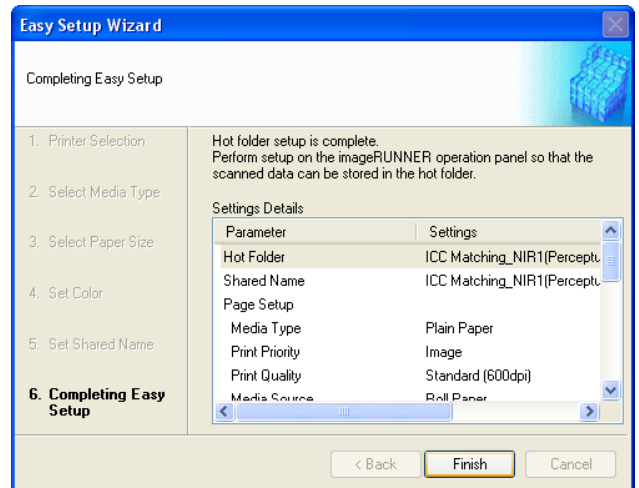 Easy Setup Wizard
Completing Easy Setup
1. Printer Selection
2. Select Media Type
3. Select Paper Size
4. Set Color
5. Set Shared Name
6. Completing Easy
Setup
Hot folder setup is complete.
Perform setup on the imageRUNNER operation panel so that the
scanned data can be stored in the hot folder.
Settings Details
Parameter Settings
Hot Folder ICC Matching_NIR1(Perceptu
Shared Name ICC Matching_NIR1(Perceptu
Page Setup
Media Type Plain Paper
Print Priority Image
Print Quality Standard (600dpi)
Media Source Roll Paper
< Back Finish Cancel